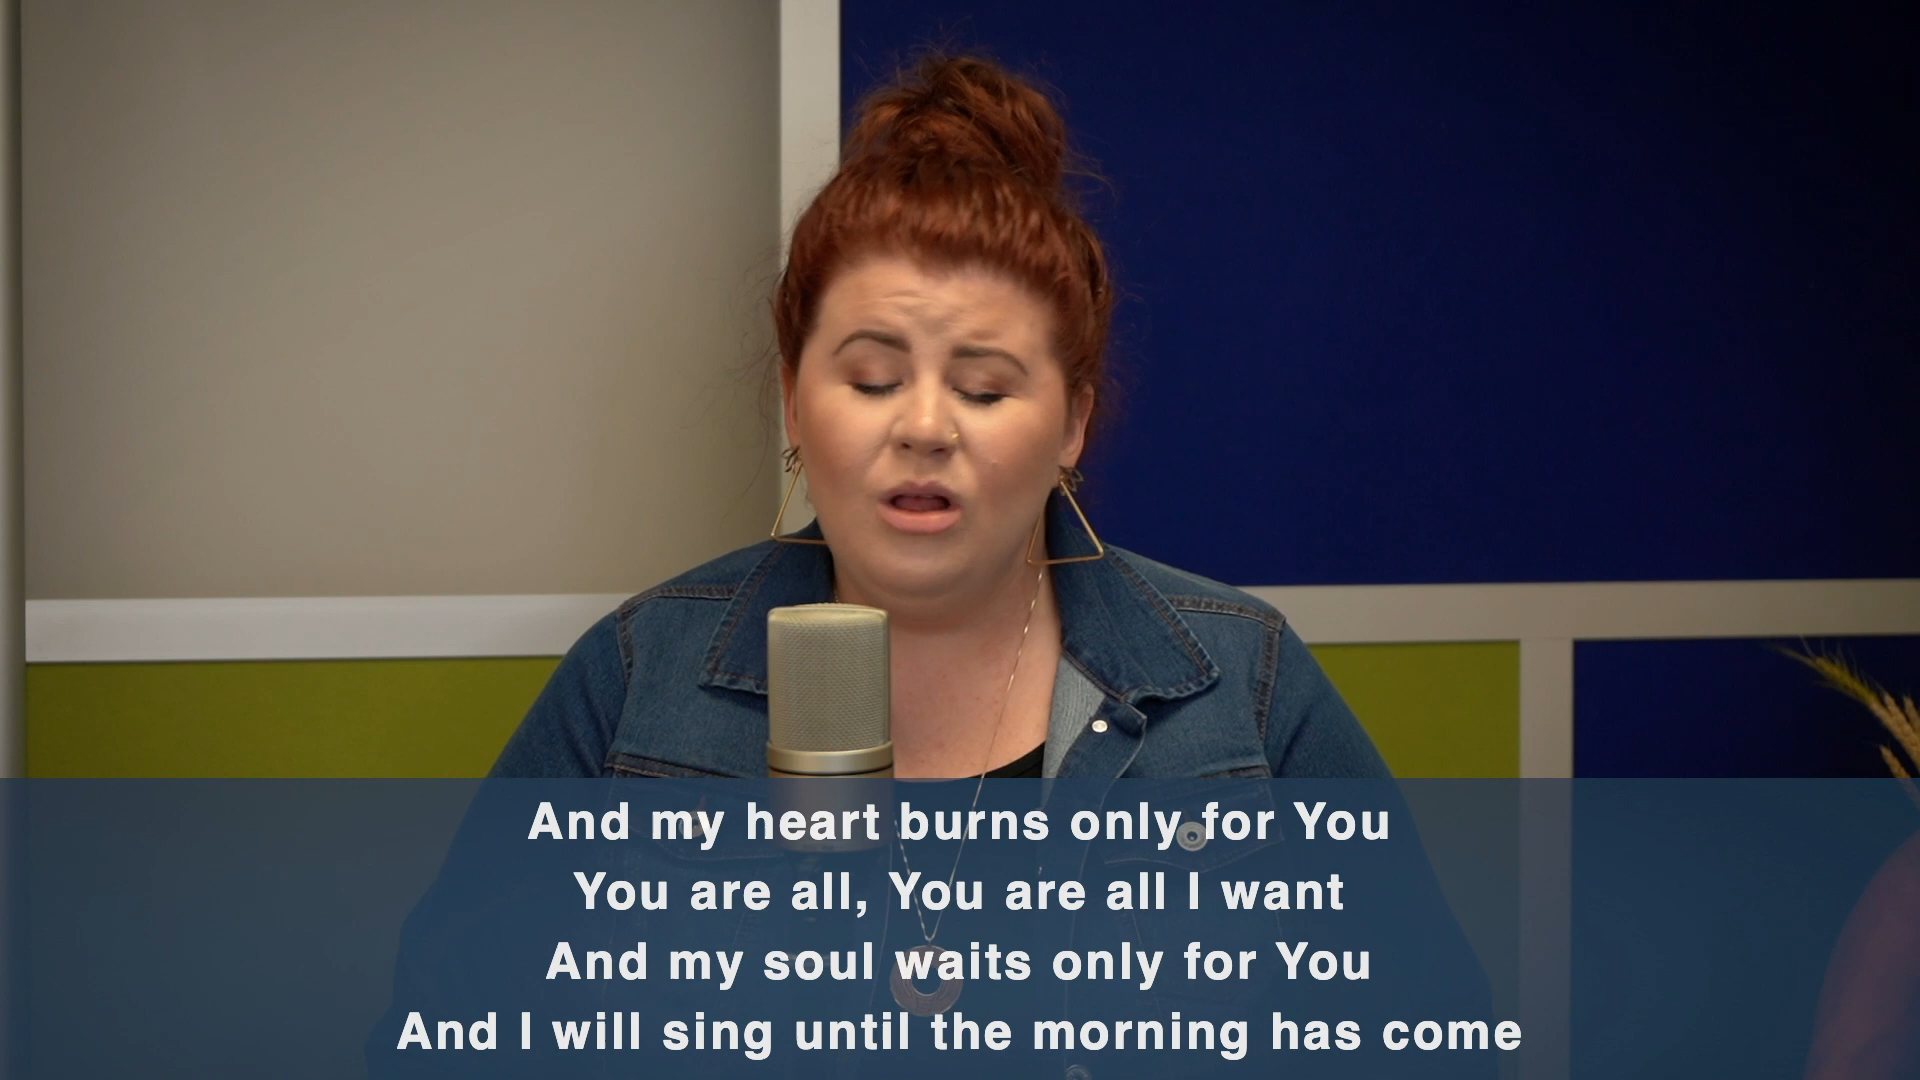 And my heart burns only for You
You are all, You are all I want
And my soul waits only for You
And I will sing until the morning has come